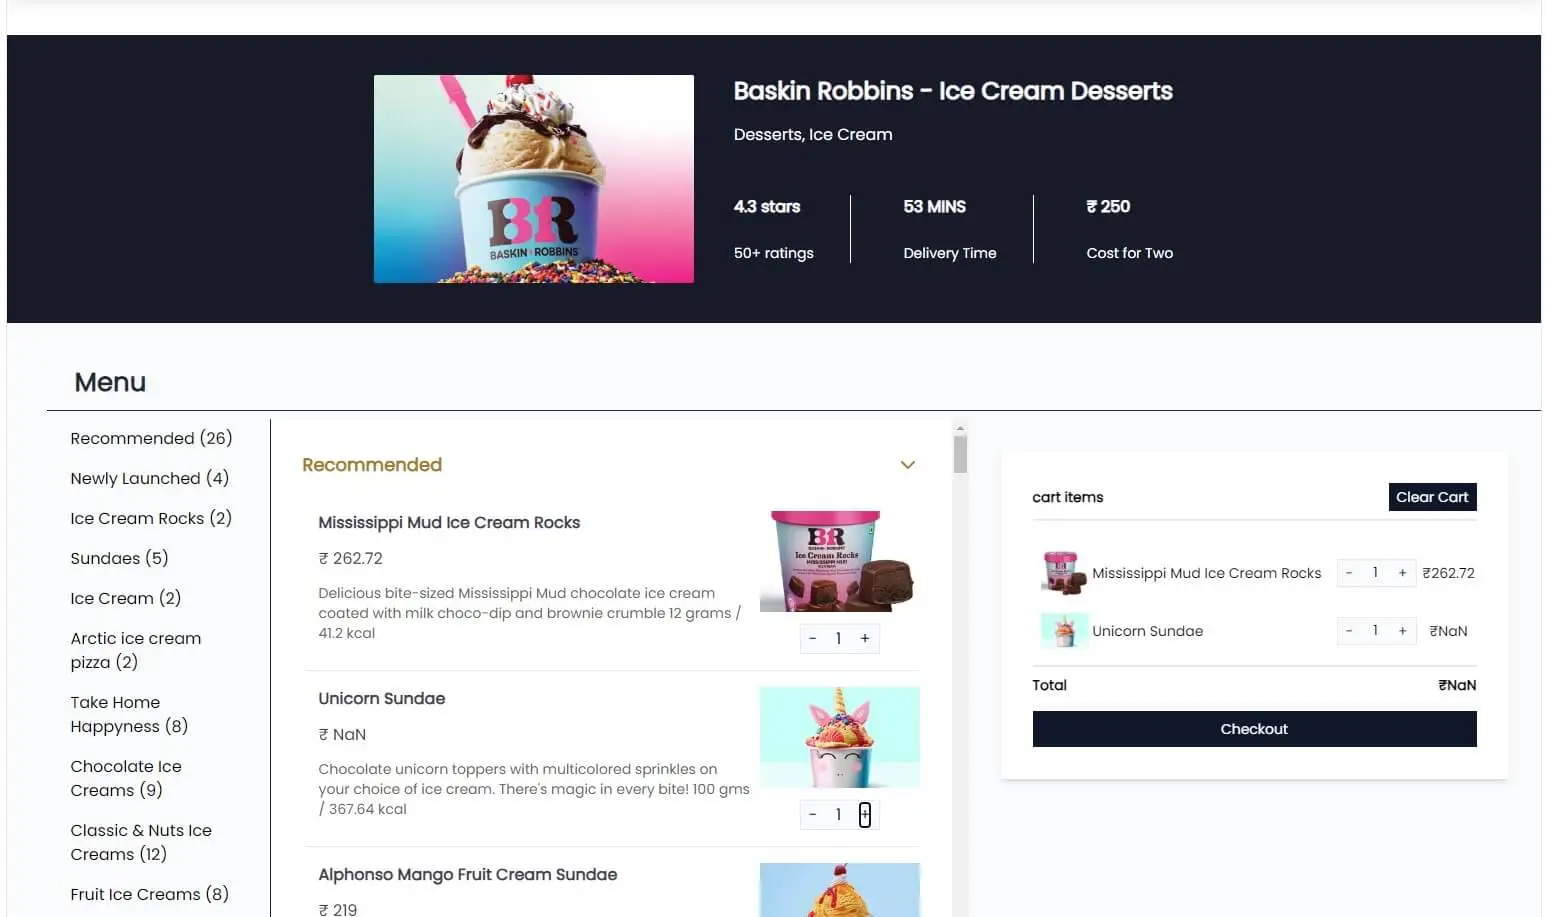 Baskin Robbins - Ice Cream Desserts
Desserts, Ice Cream
4.3 stars
50+ ratings
53 MINS
Delivery Time
₹ 250
Cost for Two
BR
BASKIN ROBBINS
Menu
Recommended (26)
Newly Launched (4)
Ice Cream Rocks (2)
Sundaes (5)
Ice Cream (2)
Arctic ice cream
pizza (2)
Take Home
Happyness (8)
Chocolate Ice
Creams (9)
Classic & Nuts Ice
Creams (12)
Fruit Ice Creams (8)
Recommended
Mississippi Mud Ice Cream Rocks
₹ 262.72
Delicious bite-sized Mississippi Mud chocolate ice cream
coated with milk choco-dip and brownie crumble 12 grams /
41.2 kcal
BR
Ice Cream Rocks
MISSISSIPPI MUD
- 1 +
Unicorn Sundae
₹ NaN
Chocolate unicorn toppers with multicolored sprinkles on
your choice of ice cream. There's magic in every bite! 100 gms
/ 367.64 kcal
- 1 +
Alphonso Mango Fruit Cream Sundae
₹ 219
cart items
Clear Cart
Mississippi Mud Ice Cream Rocks - 1 + ₹262.72
Unicorn Sundae - 1 + ₹NaN
Total ₹NaN
Checkout